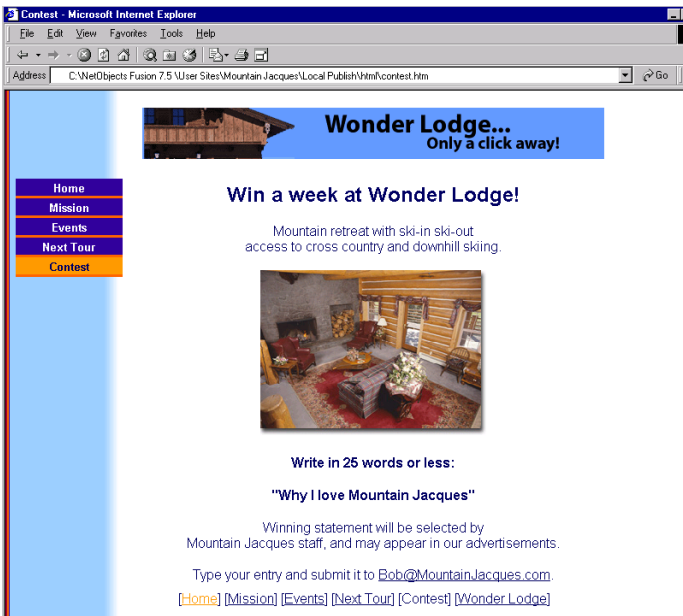 Contest - Microsoft Internet Explorer
File Edit View Favorites Tools Help
Address C:\NetObjects Fusion 7.5 \User Sites\Mountain Jacques\Local Publish\html\contest.htm Go
Wonder Lodge...
Only a click away!
Home
Mission
Events
Next Tour
Contest
Win a week at Wonder Lodge!
Mountain retreat with ski-in ski-out
access to cross country and downhill skiing.
Write in 25 words or less:
"Why I love Mountain Jacques"
Winning statement will be selected by
Mountain Jacques staff, and may appear in our advertisements.
Type your entry and submit it to Bob@MountainJacques.com.
[Home] [Mission] [Events] [Next Tour] [Contest] [Wonder Lodge]